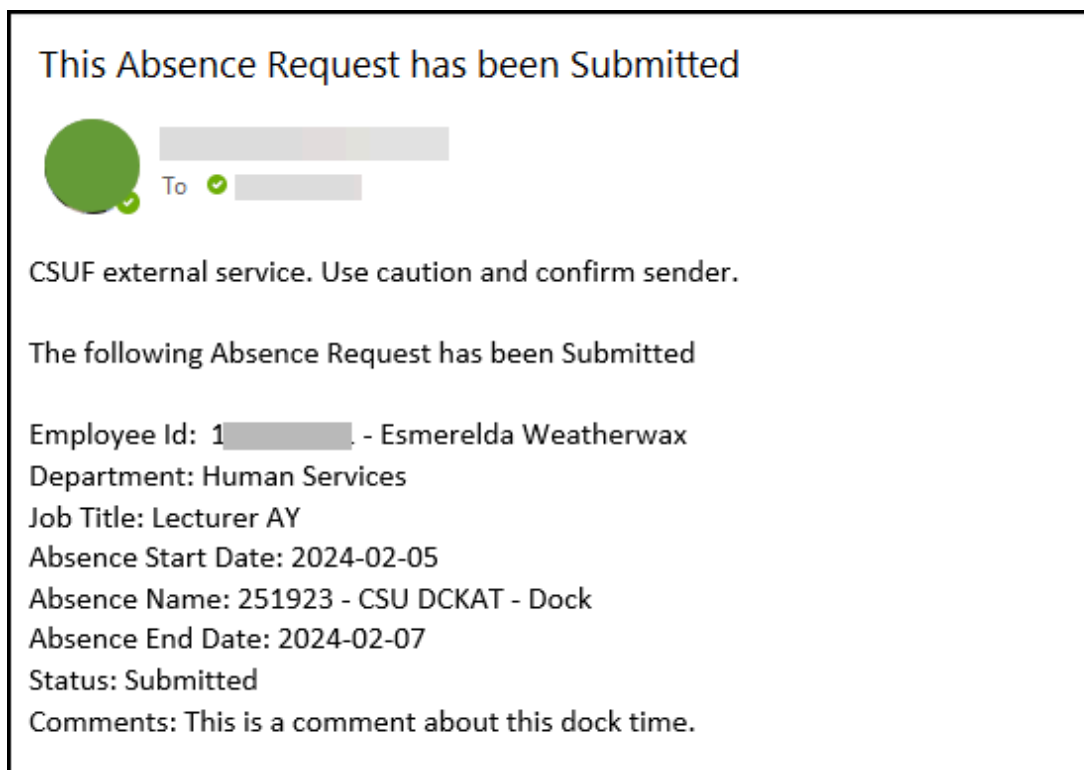 This Absence Request has been Submitted
To
CSUF external service. Use caution and confirm sender.
The following Absence Request has been Submitted
Employee Id: 1 - Esmerelda Weatherwax
Department: Human Services
Job Title: Lecturer AY
Absence Start Date: 2024-02-05
Absence Name: 251923 - CSU DCKAT - Dock
Absence End Date: 2024-02-07
Status: Submitted
Comments: This is a comment about this dock time.